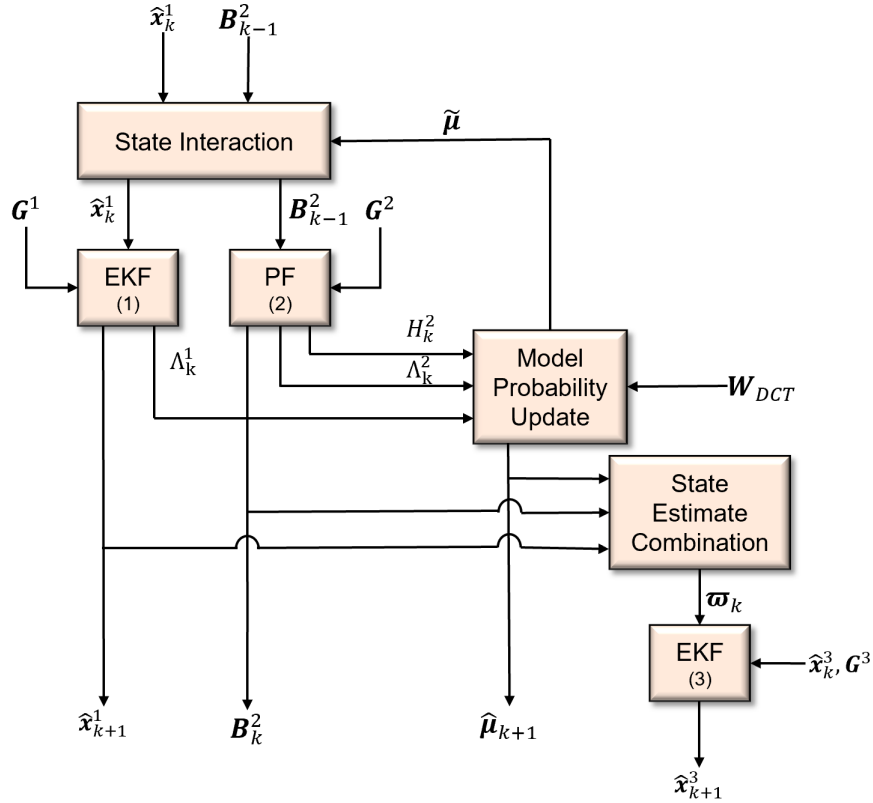 x̂¹ₖ B²ₖ₋₁
State Interaction
μ̃
G¹ x̂¹ₖ B²ₖ₋₁ G²
EKF
(1)
PF
(2)
H²ₖ
Λ¹ₖ Λ²ₖ
Model
Probability
Update
W_DCT
State
Estimate
Combination
ϖₖ
EKF
(3)
x̂³ₖ, G³
x̂¹ₖ₊₁ B²ₖ μ̂ₖ₊₁
x̂³ₖ₊₁